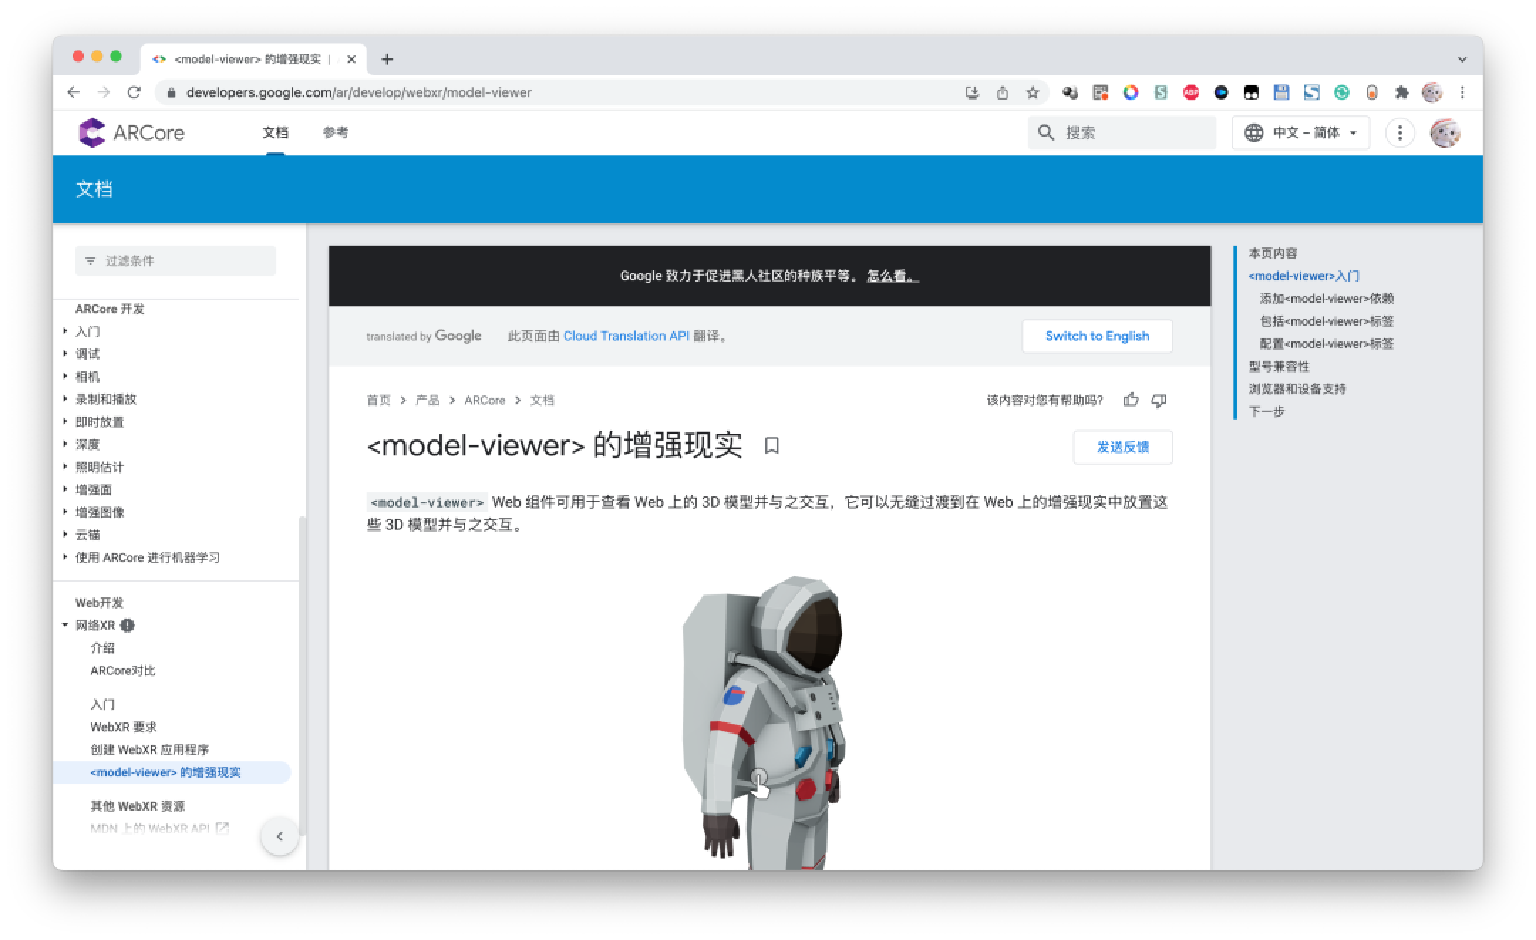 <model-viewer> 的增强现实 |
developers.google.com/ar/develop/webxr/model-viewer
ABP
ARCore
文档
参考
搜索
中文 – 简体
文档
过滤条件
ARCore 开发
入门
调试
相机
录制和播放
即时放置
深度
照明估计
增强面
增强图像
云锚
使用 ARCore 进行机器学习
Web开发
网络XR
介绍
ARCore对比
入门
WebXR 要求
创建 WebXR 应用程序
<model-viewer> 的增强现实
其他 WebXR 资源
MDN 上的 WebXR API
Google 致力于促进黑人社区的种族平等。 怎么看。
translated by Google
此页面由 Cloud Translation API 翻译。
Switch to English
首页 > 产品 > ARCore > 文档
该内容对您有帮助吗?
<model-viewer> 的增强现实
发送反馈
<model-viewer> Web 组件可用于查看 Web 上的 3D 模型并与之交互，它可以无缝过渡到在 Web 上的增强现实中放置这
些 3D 模型并与之交互。
本页内容
<model-viewer>入门
添加<model-viewer>依赖
包括<model-viewer>标签
配置<model-viewer>标签
型号兼容性
浏览器和设备支持
下一步